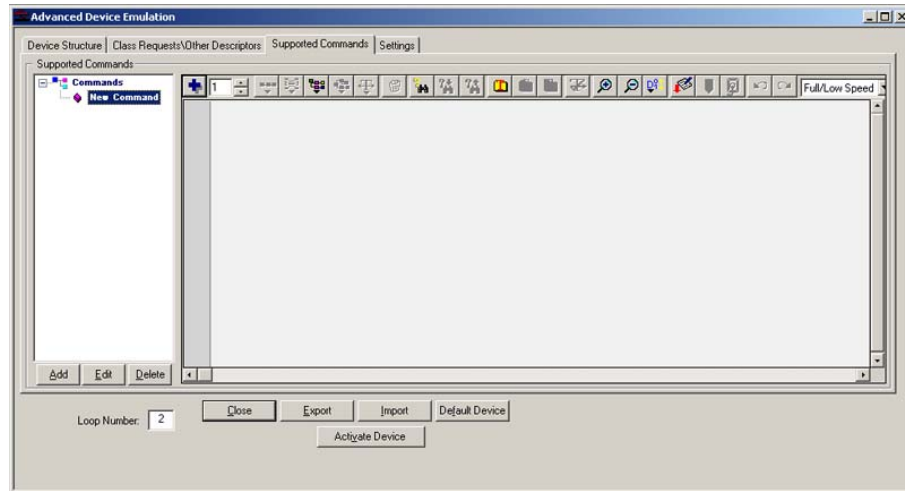 Advanced Device Emulation
Device Structure Class Requests\Other Descriptors Supported Commands Settings
Supported Commands
Commands
New Command
1
Full/Low Speed
Add Edit Delete
Loop Number: 2
Close Export Import Default Device
Activate Device